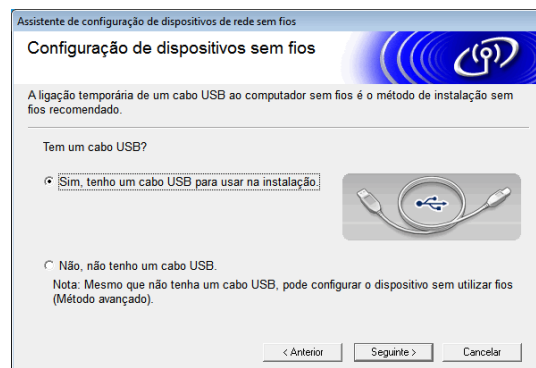 Assistente de configuração de dispositivos de rede sem fios
Configuração de dispositivos sem fios
A ligação temporária de um cabo USB ao computador sem fios é o método de instalação sem
fios recomendado.
Tem um cabo USB?
Sim, tenho um cabo USB para usar na instalação.
Não, não tenho um cabo USB.
Nota: Mesmo que não tenha um cabo USB, pode configurar o dispositivo sem utilizar fios
(Método avançado).
< Anterior
Seguinte >
Cancelar